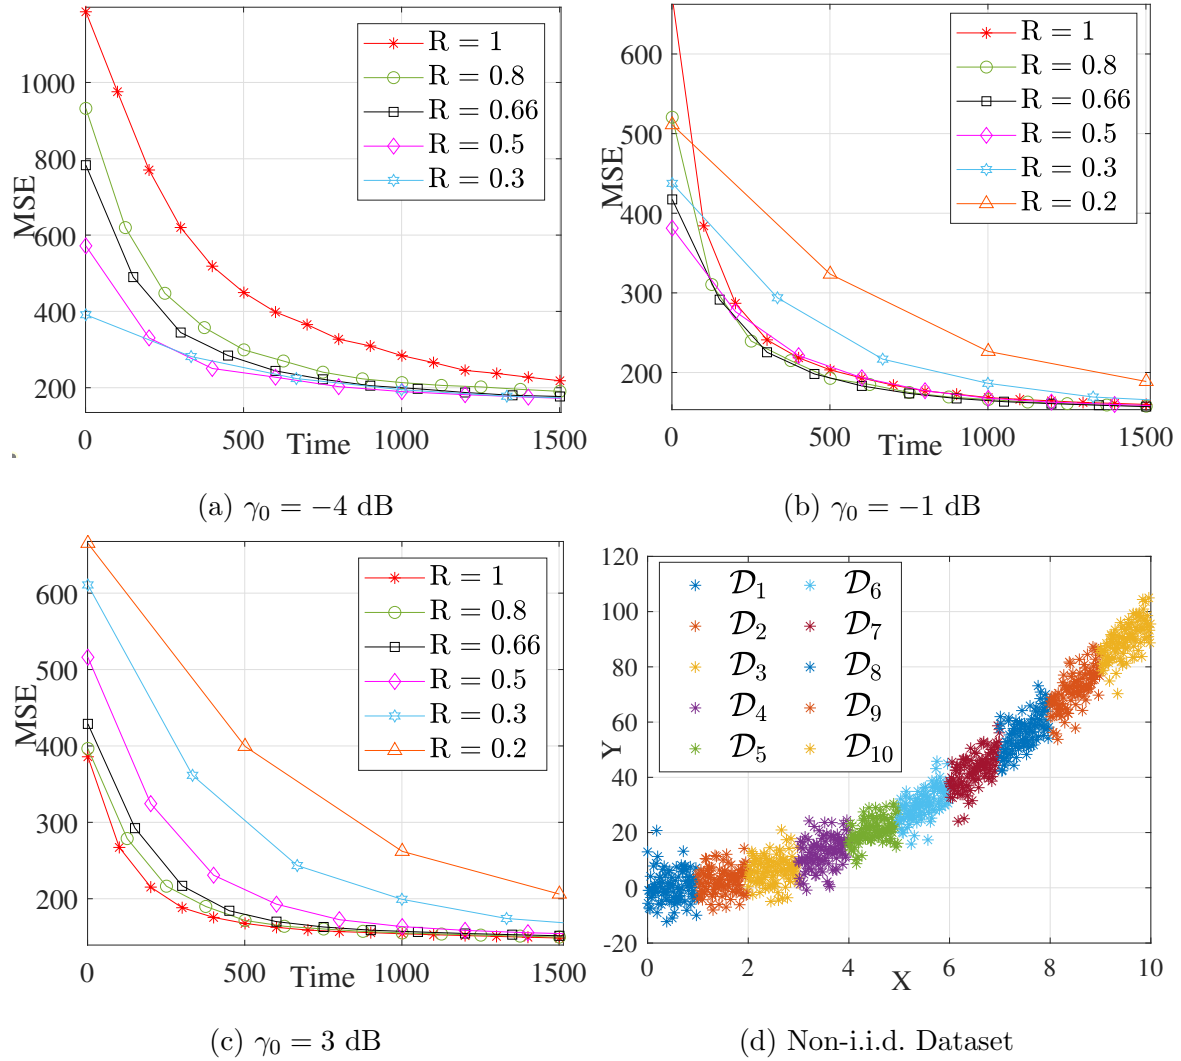 1000
800
600
400
200
MSE
0
500
1000
1500
Time
R = 1
R = 0.8
R = 0.66
R = 0.5
R = 0.3
(a) γ₀ = −4 dB
600
500
400
300
200
MSE
0
500
1000
1500
Time
R = 1
R = 0.8
R = 0.66
R = 0.5
R = 0.3
R = 0.2
(b) γ₀ = −1 dB
600
500
400
300
200
MSE
0
500
1000
1500
Time
R = 1
R = 0.8
R = 0.66
R = 0.5
R = 0.3
R = 0.2
(c) γ₀ = 3 dB
120
100
80
60
40
20
0
-20
Y
0
2
4
6
8
10
X
𝒟₁
𝒟₂
𝒟₃
𝒟₄
𝒟₅
𝒟₆
𝒟₇
𝒟₈
𝒟₉
𝒟₁₀
(d) Non-i.i.d. Dataset